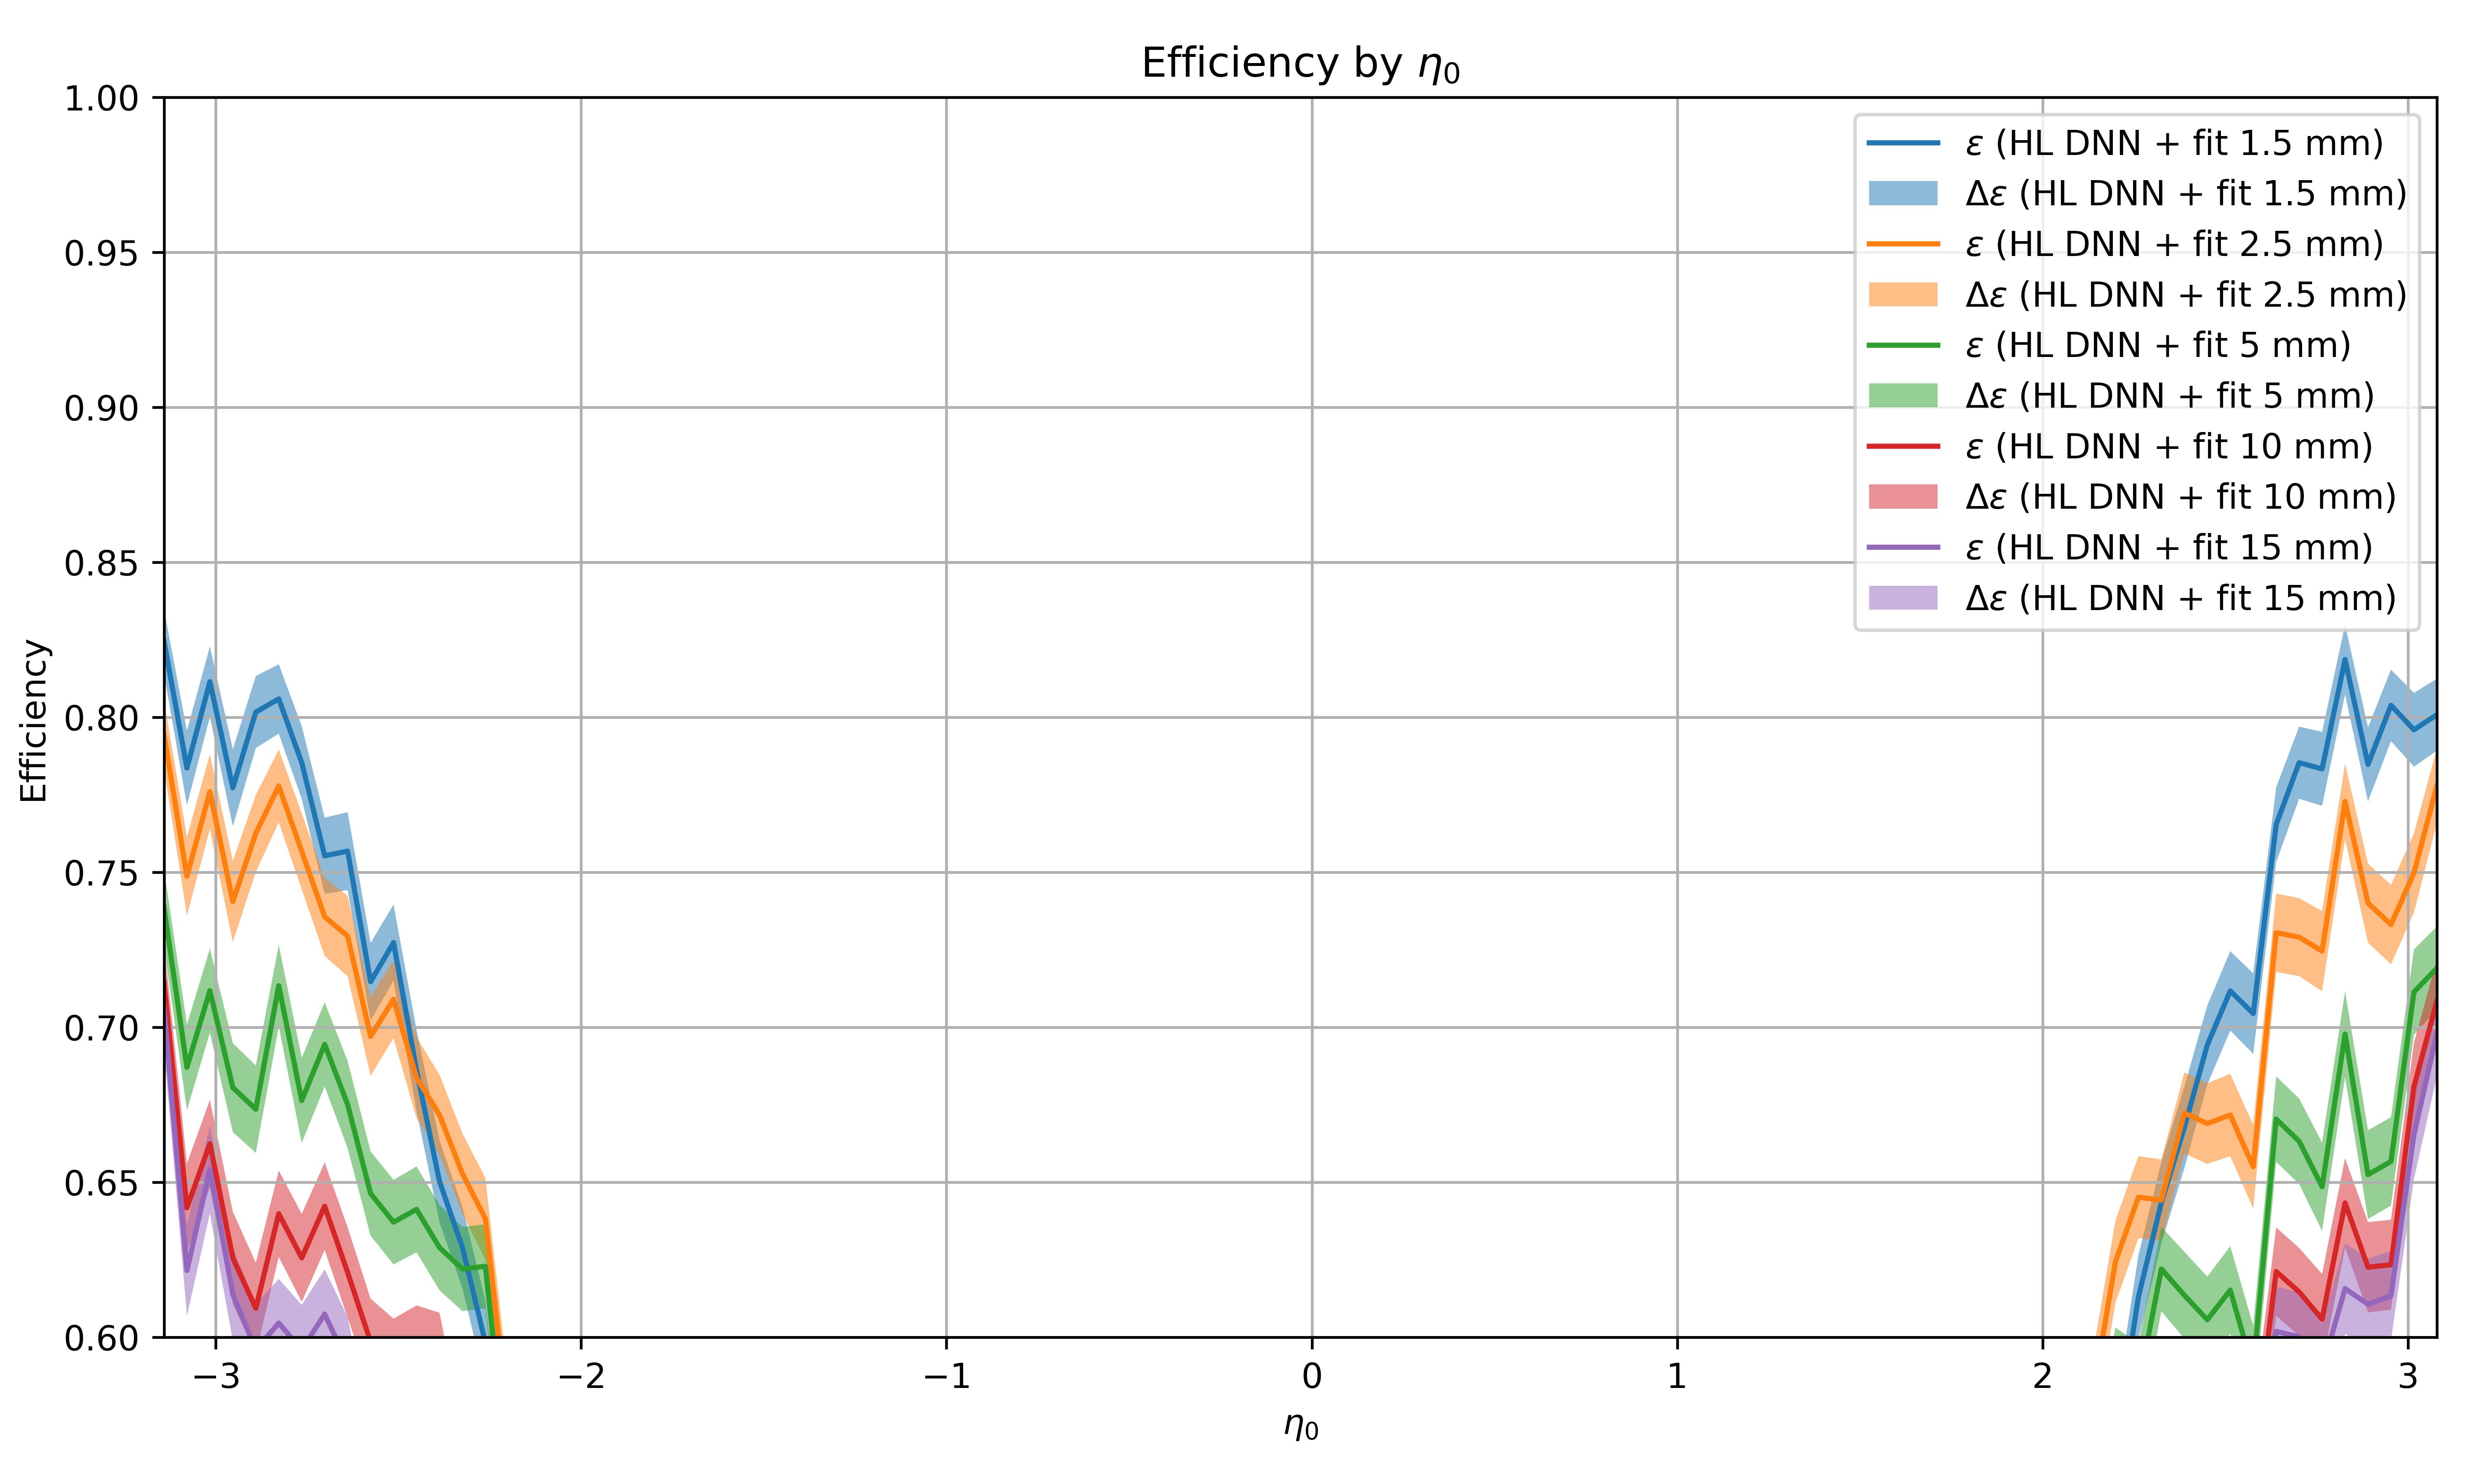 Efficiency by η₀
1.00
0.95
0.90
0.85
0.80
0.75
0.70
0.65
0.60
Efficiency
ε (HL DNN + fit 1.5 mm)
Δε (HL DNN + fit 1.5 mm)
ε (HL DNN + fit 2.5 mm)
Δε (HL DNN + fit 2.5 mm)
ε (HL DNN + fit 5 mm)
Δε (HL DNN + fit 5 mm)
ε (HL DNN + fit 10 mm)
Δε (HL DNN + fit 10 mm)
ε (HL DNN + fit 15 mm)
Δε (HL DNN + fit 15 mm)
−3 −2 −1 0 1 2 3
η₀